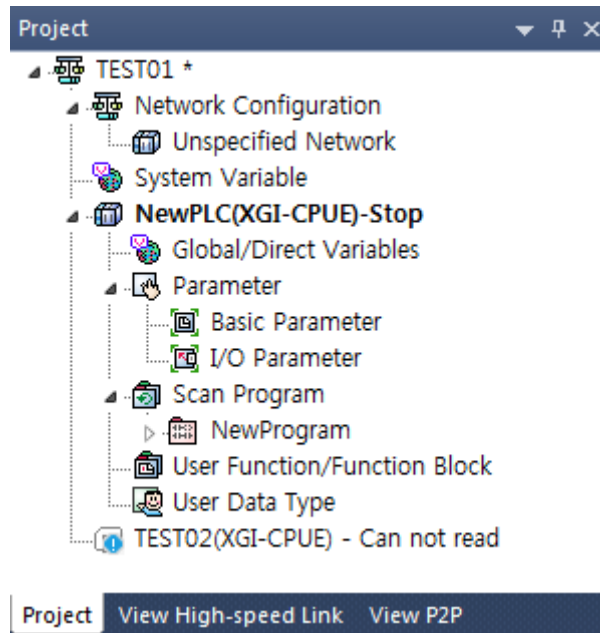 Project
TEST01 *
Network Configuration
Unspecified Network
System Variable
NewPLC(XGI-CPUE)-Stop
Global/Direct Variables
Parameter
Basic Parameter
I/O Parameter
Scan Program
NewProgram
User Function/Function Block
User Data Type
TEST02(XGI-CPUE) - Can not read
Project View High-speed Link View P2P